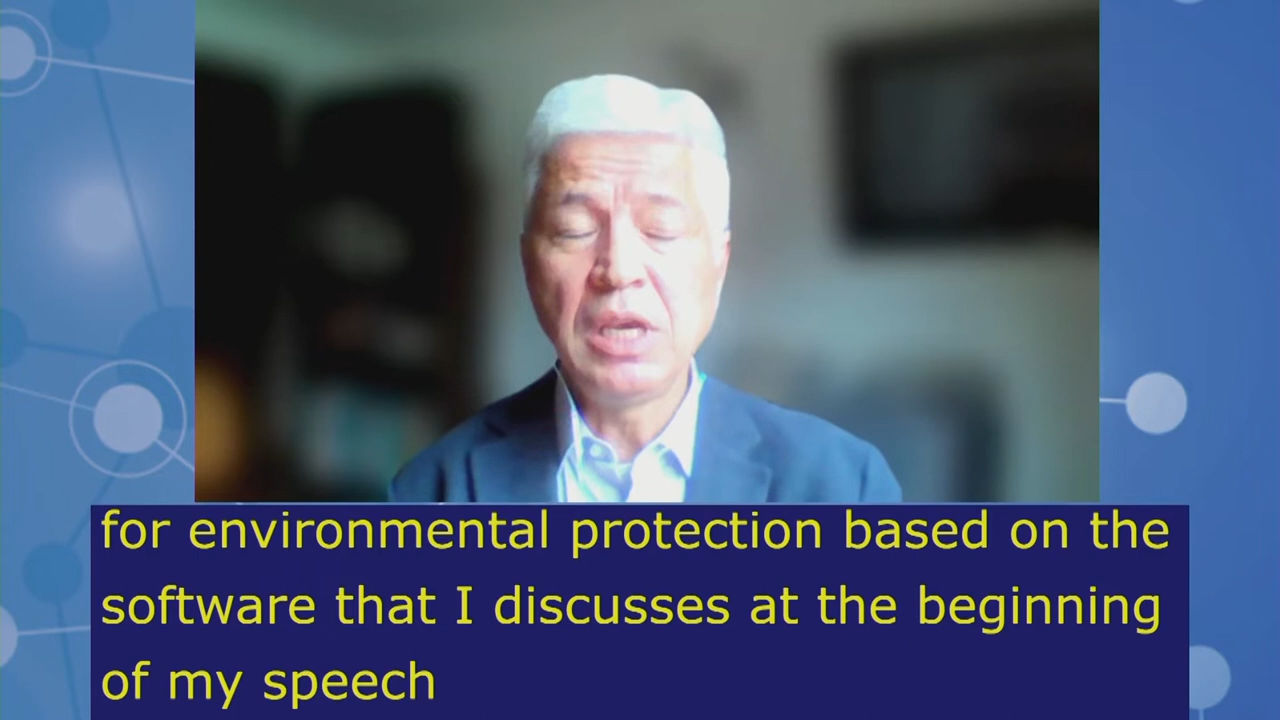 for environmental protection based on the
software that I discusses at the beginning
of my speech